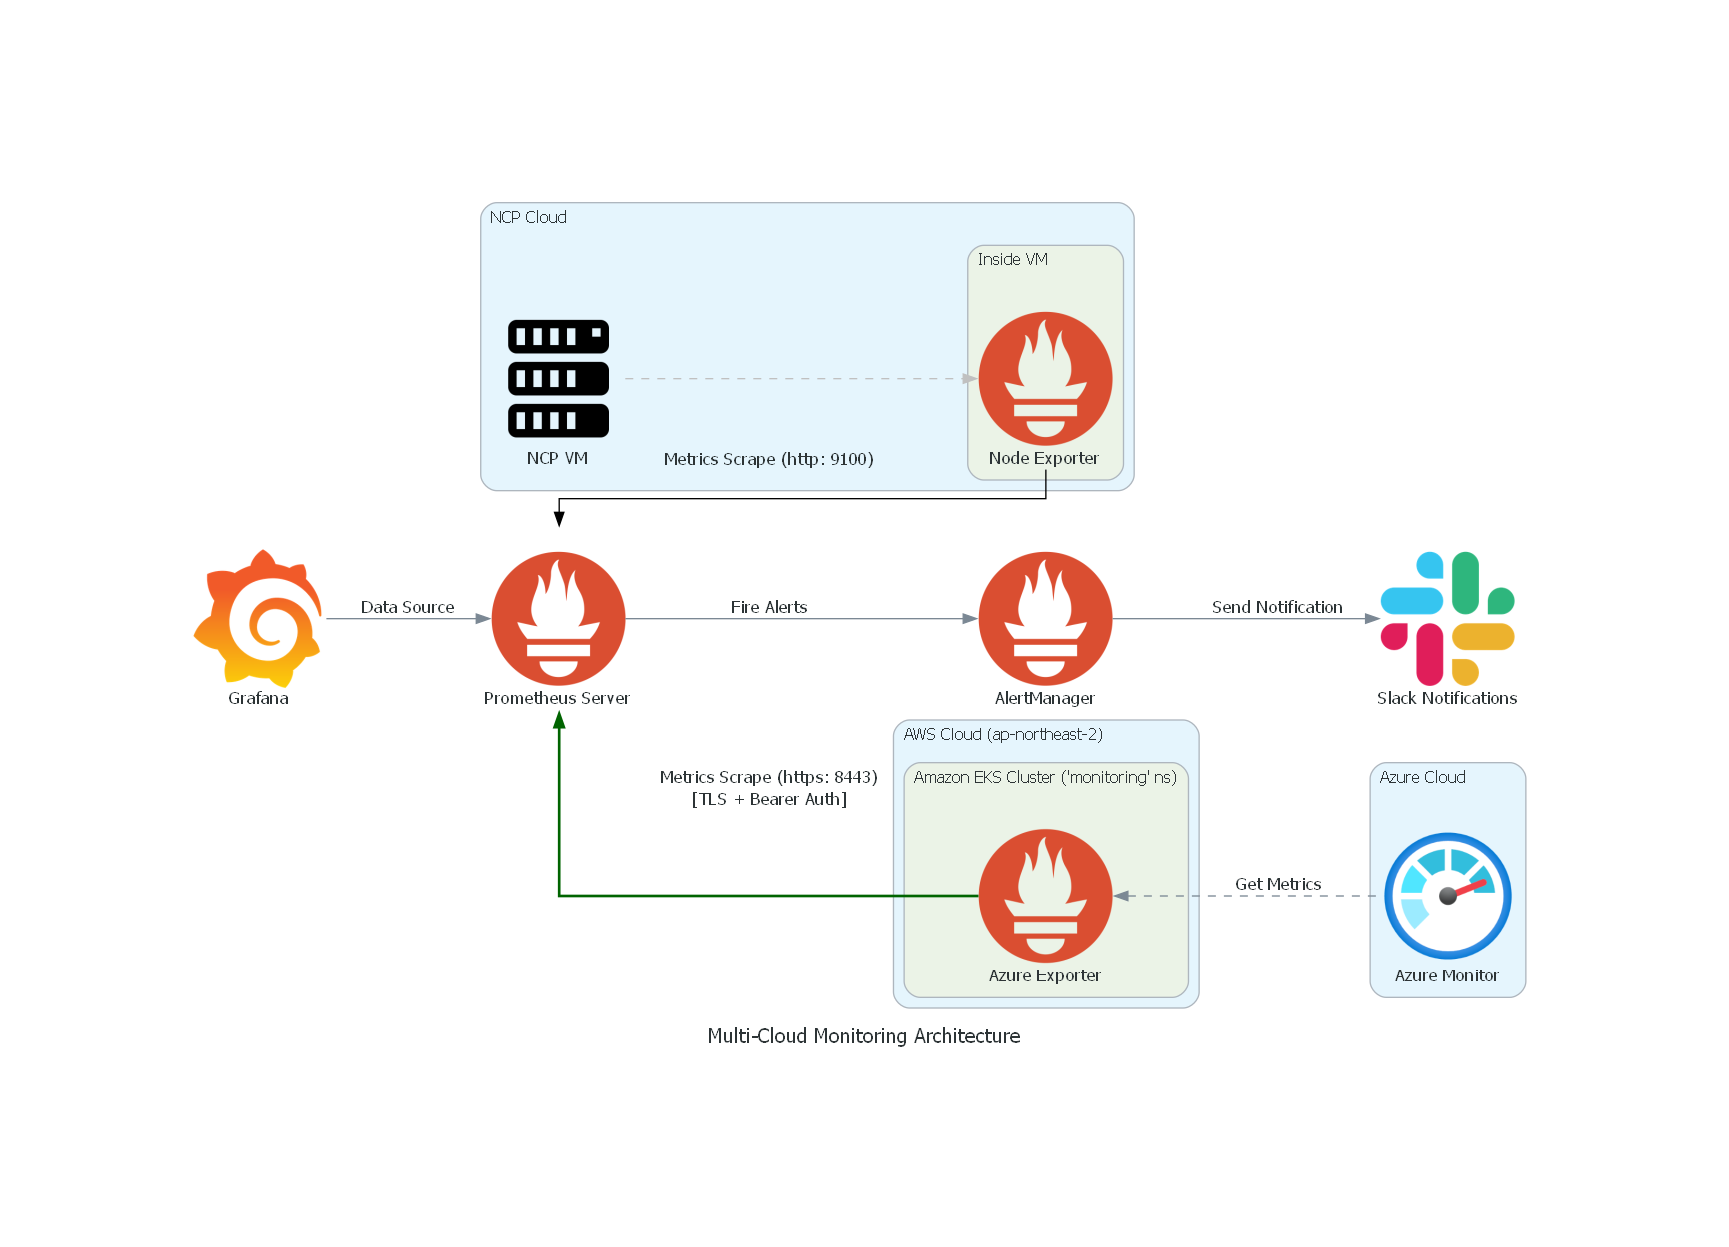 NCP Cloud
Inside VM
NCP VM
Metrics Scrape (http: 9100)
Node Exporter
Data Source
Fire Alerts
Send Notification
Grafana
Prometheus Server
AlertManager
Slack Notifications
AWS Cloud (ap-northeast-2)
Metrics Scrape (https: 8443)
[TLS + Bearer Auth]
Amazon EKS Cluster ('monitoring' ns)
Azure Cloud
Get Metrics
Azure Exporter
Azure Monitor
Multi-Cloud Monitoring Architecture